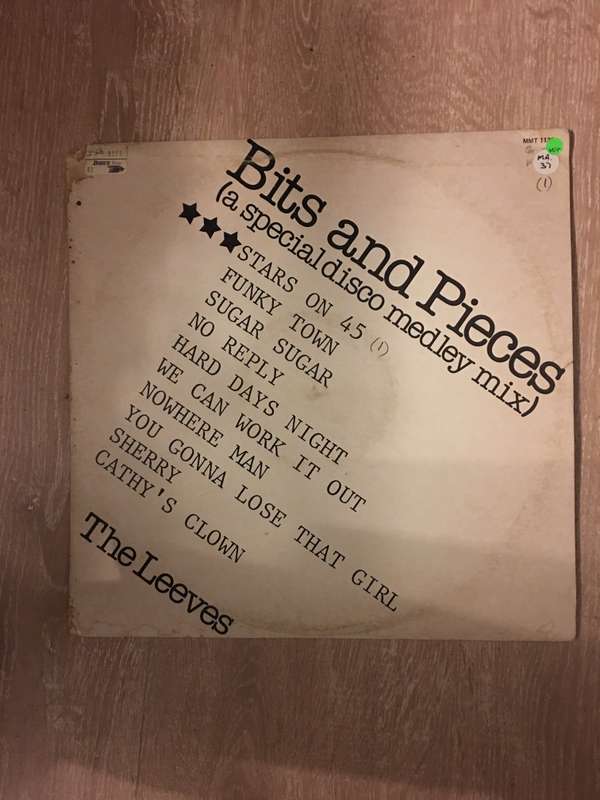 Bits and Pieces
(a special disco medley mix)
★★★STARS ON 45 (1)
FUNKY TOWN
SUGAR SUGAR
NO REPLY
HARD DAYS NIGHT
WE CAN WORK IT OUT
NOWHERE MAN
YOU GONNA LOSE THAT GIRL
SHERRY
CATHY'S CLOWN
The Leeves
MMT
MA
37
(1)